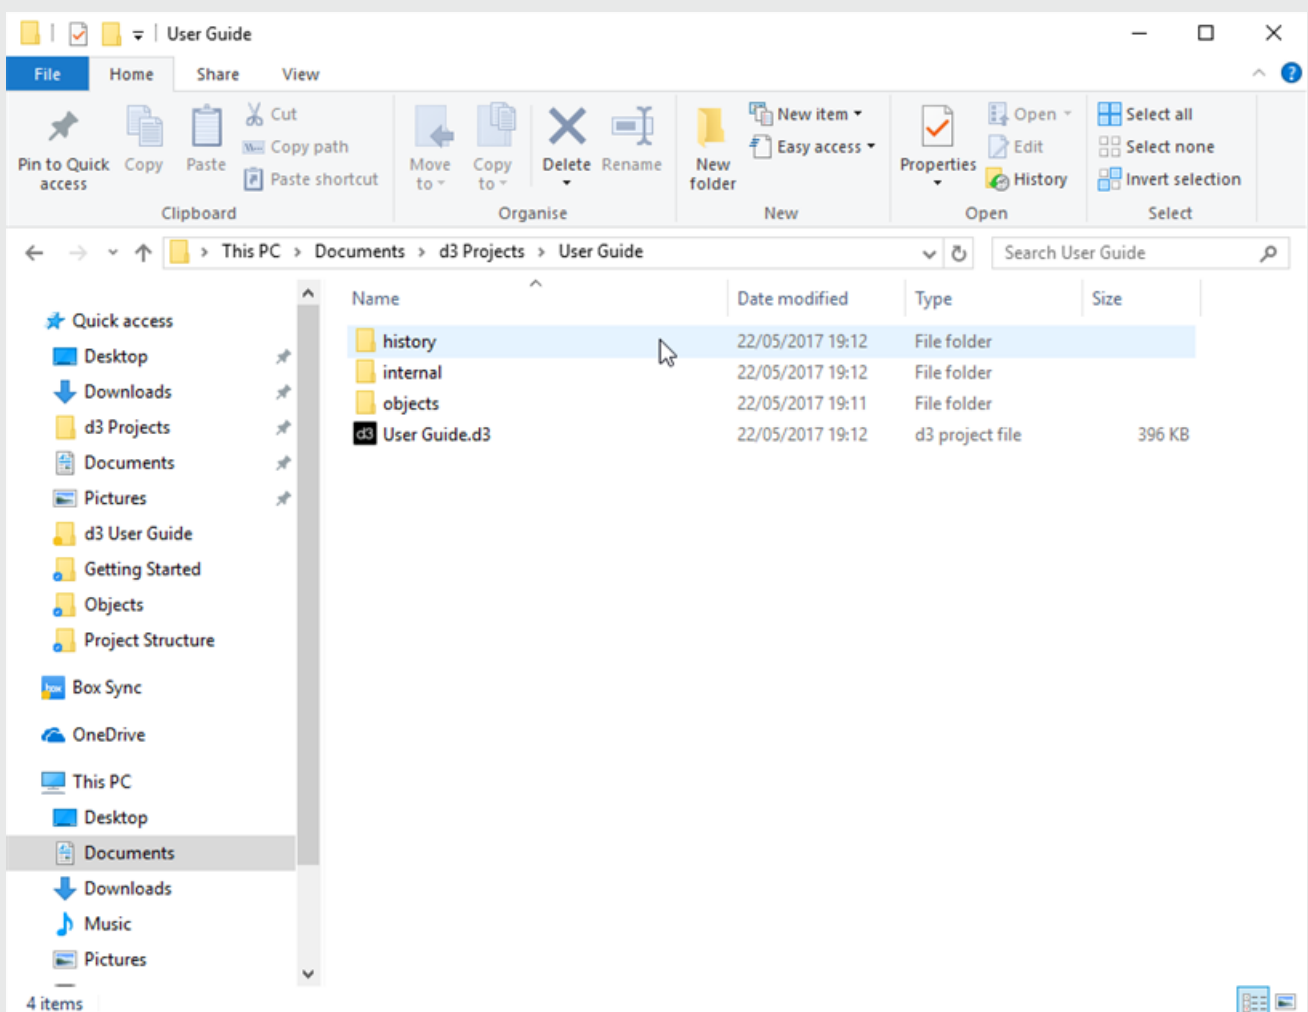 User Guide
File Home Share View
Pin to Quick access
Copy
Paste
Cut
Copy path
Paste shortcut
Clipboard
Move to
Copy to
Delete
Rename
Organise
New folder
New item
Easy access
New
Properties
Open
Edit
History
Open
Select all
Select none
Invert selection
Select
This PC > Documents > d3 Projects > User Guide
Search User Guide
Quick access
Desktop
Downloads
d3 Projects
Documents
Pictures
d3 User Guide
Getting Started
Objects
Project Structure
box Box Sync
OneDrive
This PC
Desktop
Documents
Downloads
Music
Pictures
Name Date modified Type Size
history 22/05/2017 19:12 File folder
internal 22/05/2017 19:12 File folder
objects 22/05/2017 19:11 File folder
d3 User Guide.d3 22/05/2017 19:12 d3 project file 396 KB
4 items